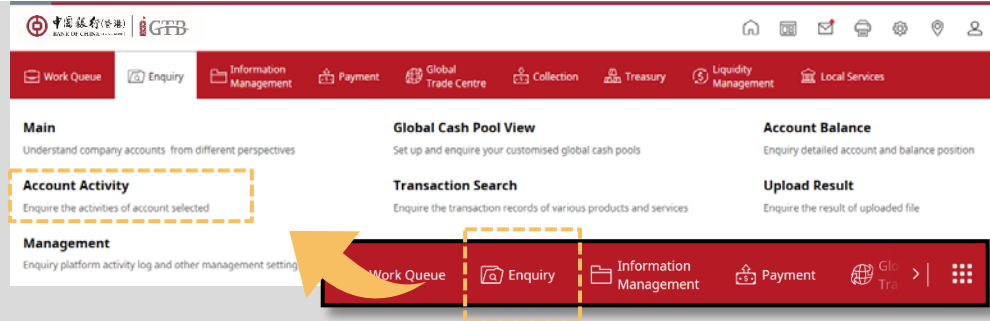 中國銀行(香港) iGTB
BANK OF CHINA (HONG KONG)
Work Queue
Enquiry
Information
Management
Payment
Global
Trade Centre
Collection
Treasury
Liquidity
Management
Local Services
Main
Understand company accounts from different perspectives
Global Cash Pool View
Set up and enquire your customised global cash pools
Account Balance
Enquiry detailed account and balance position
Account Activity
Enquire the activities of account selected
Transaction Search
Enquire the transaction records of various products and services
Upload Result
Enquire the result of uploaded file
Management
Enquiry platform activity log and other management setting
Work Queue
Enquiry
Information
Management
Payment
Glo
Tra